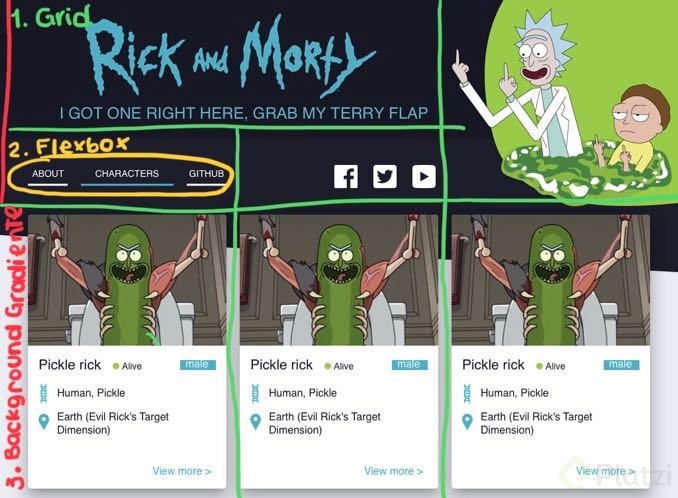 1. Grid
RICK AND MORTY
I GOT ONE RIGHT HERE, GRAB MY TERRY FLAP
2. Flexbox
ABOUT CHARACTERS GITHUB
3. Background Gradiente
Pickle rick Alive male
Human, Pickle
Earth (Evil Rick's Target
Dimension)
View more >
Pickle rick Alive male
Human, Pickle
Earth (Evil Rick's Target
Dimension)
View more >
Pickle rick Alive male
Human, Pickle
Earth (Evil Rick's Target
Dimension)
View more >
Platzi